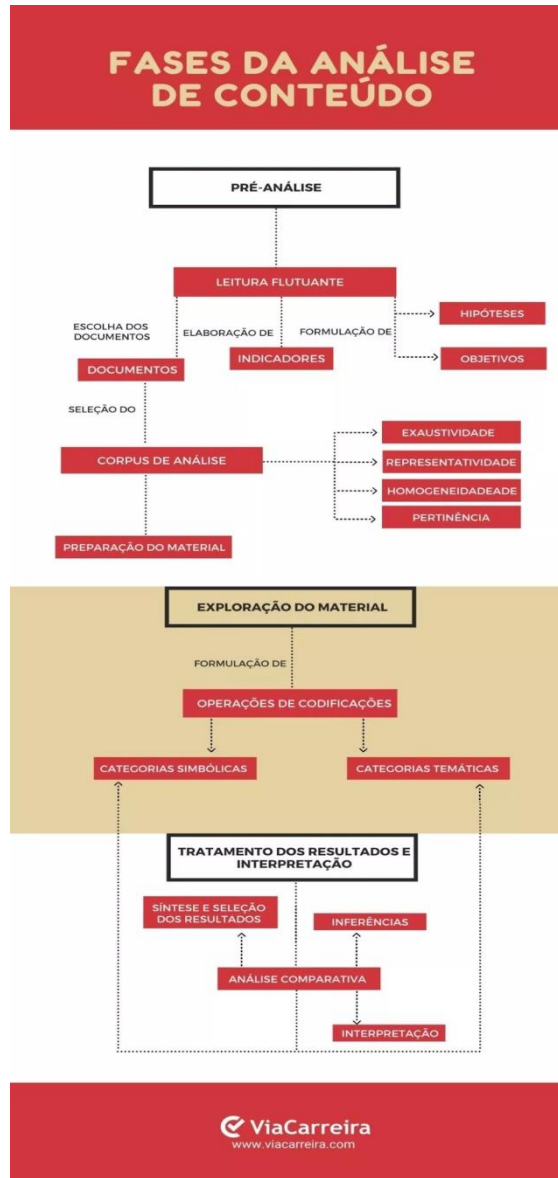 FASES DA ANÁLISE
DE CONTEÚDO
PRÉ-ANÁLISE
LEITURA FLUTUANTE
ESCOLHA DOS
DOCUMENTOS
ELABORAÇÃO DE
FORMULAÇÃO DE
HIPÓTESES
DOCUMENTOS
INDICADORES
OBJETIVOS
SELEÇÃO DO
CORPUS DE ANÁLISE
EXAUSTIVIDADE
REPRESENTATIVIDADE
HOMOGENEIDADEADE
PERTINÊNCIA
PREPARAÇÃO DO MATERIAL
EXPLORAÇÃO DO MATERIAL
FORMULAÇÃO DE
OPERAÇÕES DE CODIFICAÇÕES
CATEGORIAS SIMBÓLICAS
CATEGORIAS TEMÁTICAS
TRATAMENTO DOS RESULTADOS E
INTERPRETAÇÃO
SÍNTESE E SELEÇÃO
DOS RESULTADOS
INFERÊNCIAS
ANÁLISE COMPARATIVA
INTERPRETAÇÃO
ViaCarreira
www.viacarreira.com